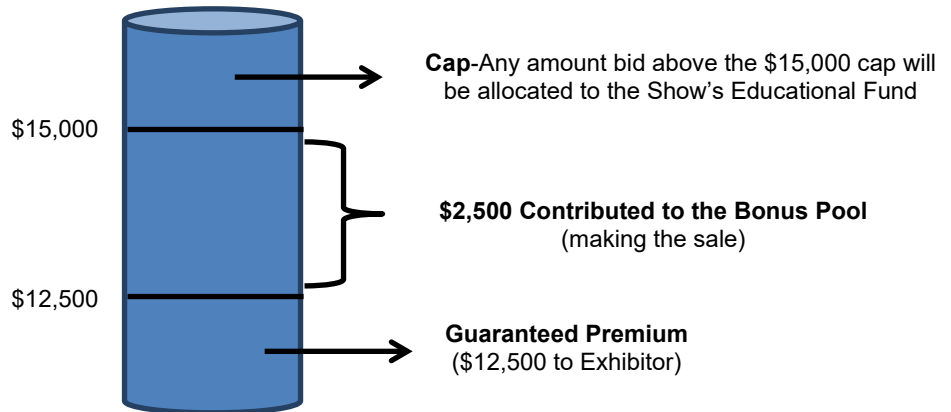 Cap-Any amount bid above the $15,000 cap will
be allocated to the Show’s Educational Fund
$15,000
$2,500 Contributed to the Bonus Pool
(making the sale)
$12,500
Guaranteed Premium
($12,500 to Exhibitor)